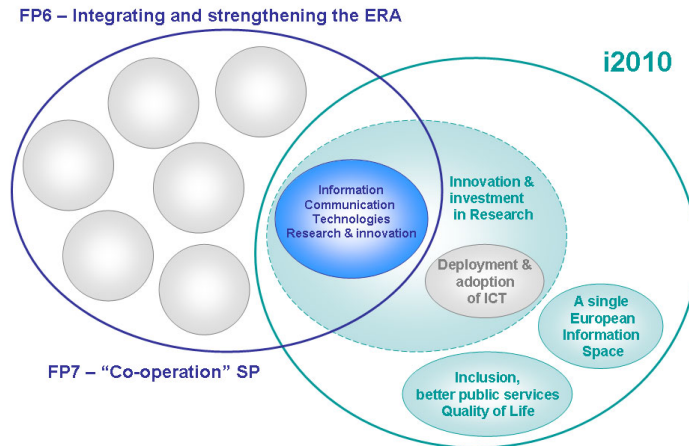 FP6 – Integrating and strengthening the ERA
i2010
Information
Communication
Technologies
Research & innovation
Innovation &
investment
in Research
Deployment &
adoption
of ICT
A single
European
Information
Space
FP7 – “Co-operation” SP
Inclusion,
better public services
Quality of Life